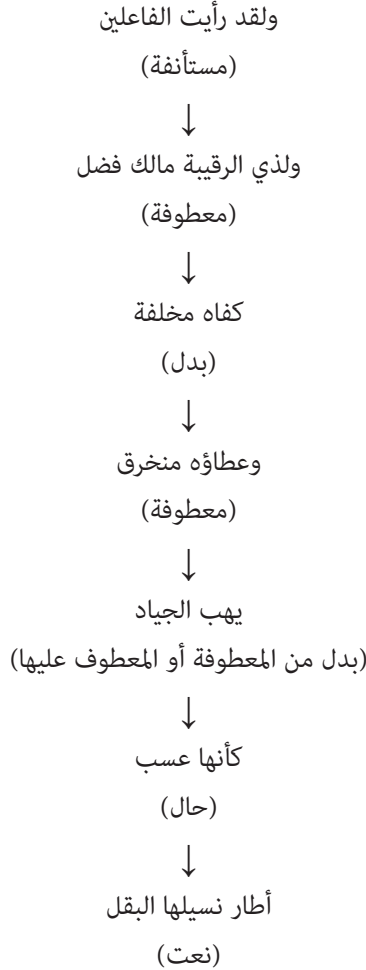 ولقد رأيت الفاعلين
(مستأنفة)
↓
ولذي الرقيبة مالك فضل
(معطوفة)
↓
كفاه مخلفة
(بدل)
↓
وعطاؤه منخرق
(معطوفة)
↓
يهب الجياد
(بدل من المعطوفة أو المعطوف عليها)
↓
كأنها عسب
(حال)
↓
أطار نسيلها البقل
(نعت)